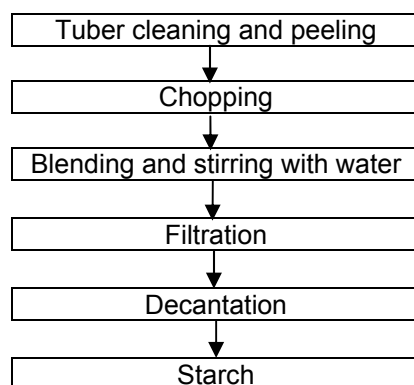 Tuber cleaning and peeling
Chopping
Blending and stirring with water
Filtration
Decantation
Starch